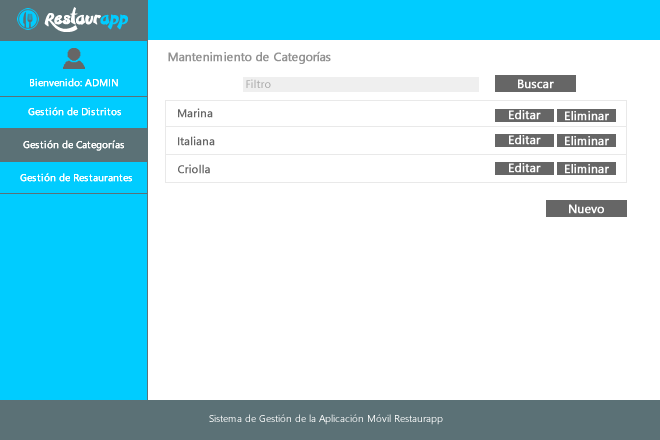 Restaurapp
Bienvenido: ADMIN
Gestión de Distritos
Gestión de Categorías
Gestión de Restaurantes
Mantenimiento de Categorías
Filtro Buscar
Marina Editar Eliminar
Italiana Editar Eliminar
Criolla Editar Eliminar
Nuevo
Sistema de Gestión de la Aplicación Móvil Restaurapp